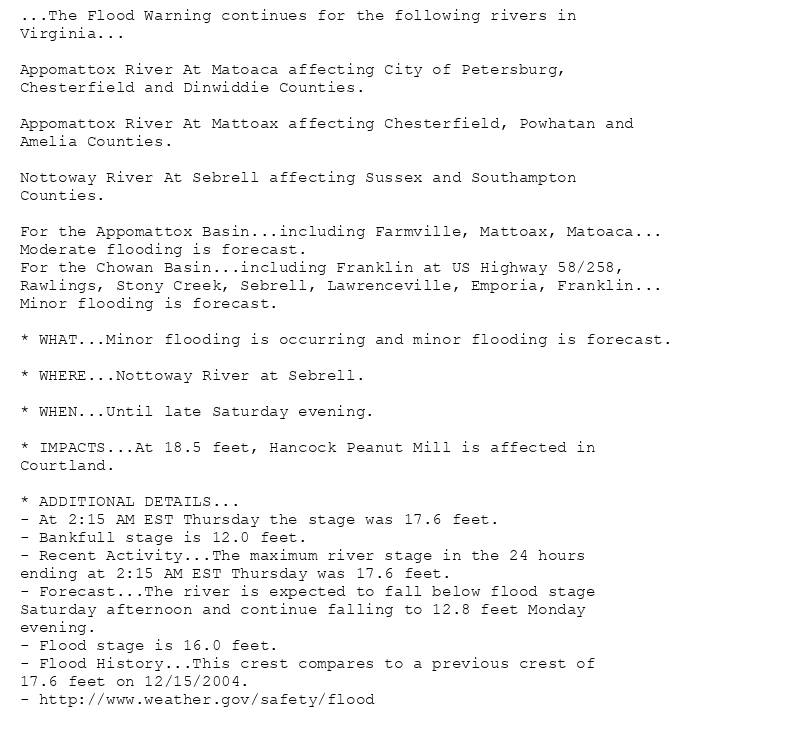 ...The Flood Warning continues for the following rivers in
Virginia...
Appomattox River At Matoaca affecting City of Petersburg,
Chesterfield and Dinwiddie Counties.
Appomattox River At Mattoax affecting Chesterfield, Powhatan and
Amelia Counties.
Nottoway River At Sebrell affecting Sussex and Southampton
Counties.
For the Appomattox Basin...including Farmville, Mattoax, Matoaca...
Moderate flooding is forecast.
For the Chowan Basin...including Franklin at US Highway 58/258,
Rawlings, Stony Creek, Sebrell, Lawrenceville, Emporia, Franklin...
Minor flooding is forecast.
* WHAT...Minor flooding is occurring and minor flooding is forecast.
* WHERE...Nottoway River at Sebrell.
* WHEN...Until late Saturday evening.
* IMPACTS...At 18.5 feet, Hancock Peanut Mill is affected in
Courtland.
* ADDITIONAL DETAILS...
- At 2:15 AM EST Thursday the stage was 17.6 feet.
- Bankfull stage is 12.0 feet.
- Recent Activity...The maximum river stage in the 24 hours
ending at 2:15 AM EST Thursday was 17.6 feet.
- Forecast...The river is expected to fall below flood stage
Saturday afternoon and continue falling to 12.8 feet Monday
evening.
- Flood stage is 16.0 feet.
- Flood History...This crest compares to a previous crest of
17.6 feet on 12/15/2004.
- http://www.weather.gov/safety/flood